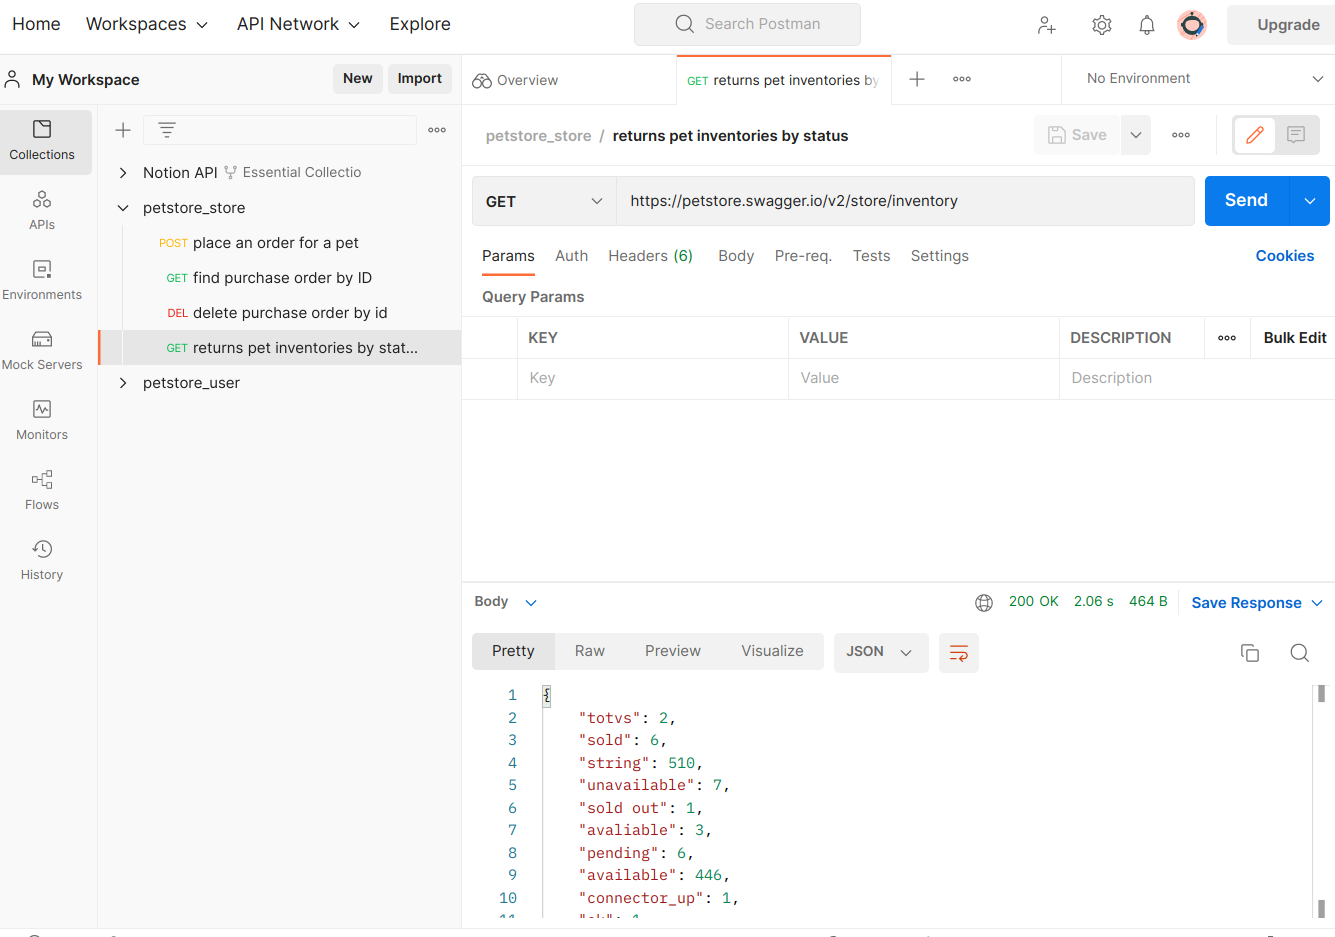 Home Workspaces API Network Explore Search Postman Upgrade
My Workspace New Import
Overview GET returns pet inventories by No Environment
Collections
APIs
Environments
Mock Servers
Monitors
Flows
History
Notion API Essential Collectio
petstore_store
POST place an order for a pet
GET find purchase order by ID
DEL delete purchase order by id
GET returns pet inventories by stat...
petstore_user
petstore_store / returns pet inventories by status Save
GET https://petstore.swagger.io/v2/store/inventory Send
Params Auth Headers (6) Body Pre-req. Tests Settings Cookies
Query Params
KEY VALUE DESCRIPTION Bulk Edit
Key Value Description
Body 200 OK 2.06 s 464 B Save Response
Pretty Raw Preview Visualize JSON
1 {
2 "totvs": 2,
3 "sold": 6,
4 "string": 510,
5 "unavailable": 7,
6 "sold out": 1,
7 "avaliable": 3,
8 "pending": 6,
9 "available": 446,
10 "connector_up": 1,